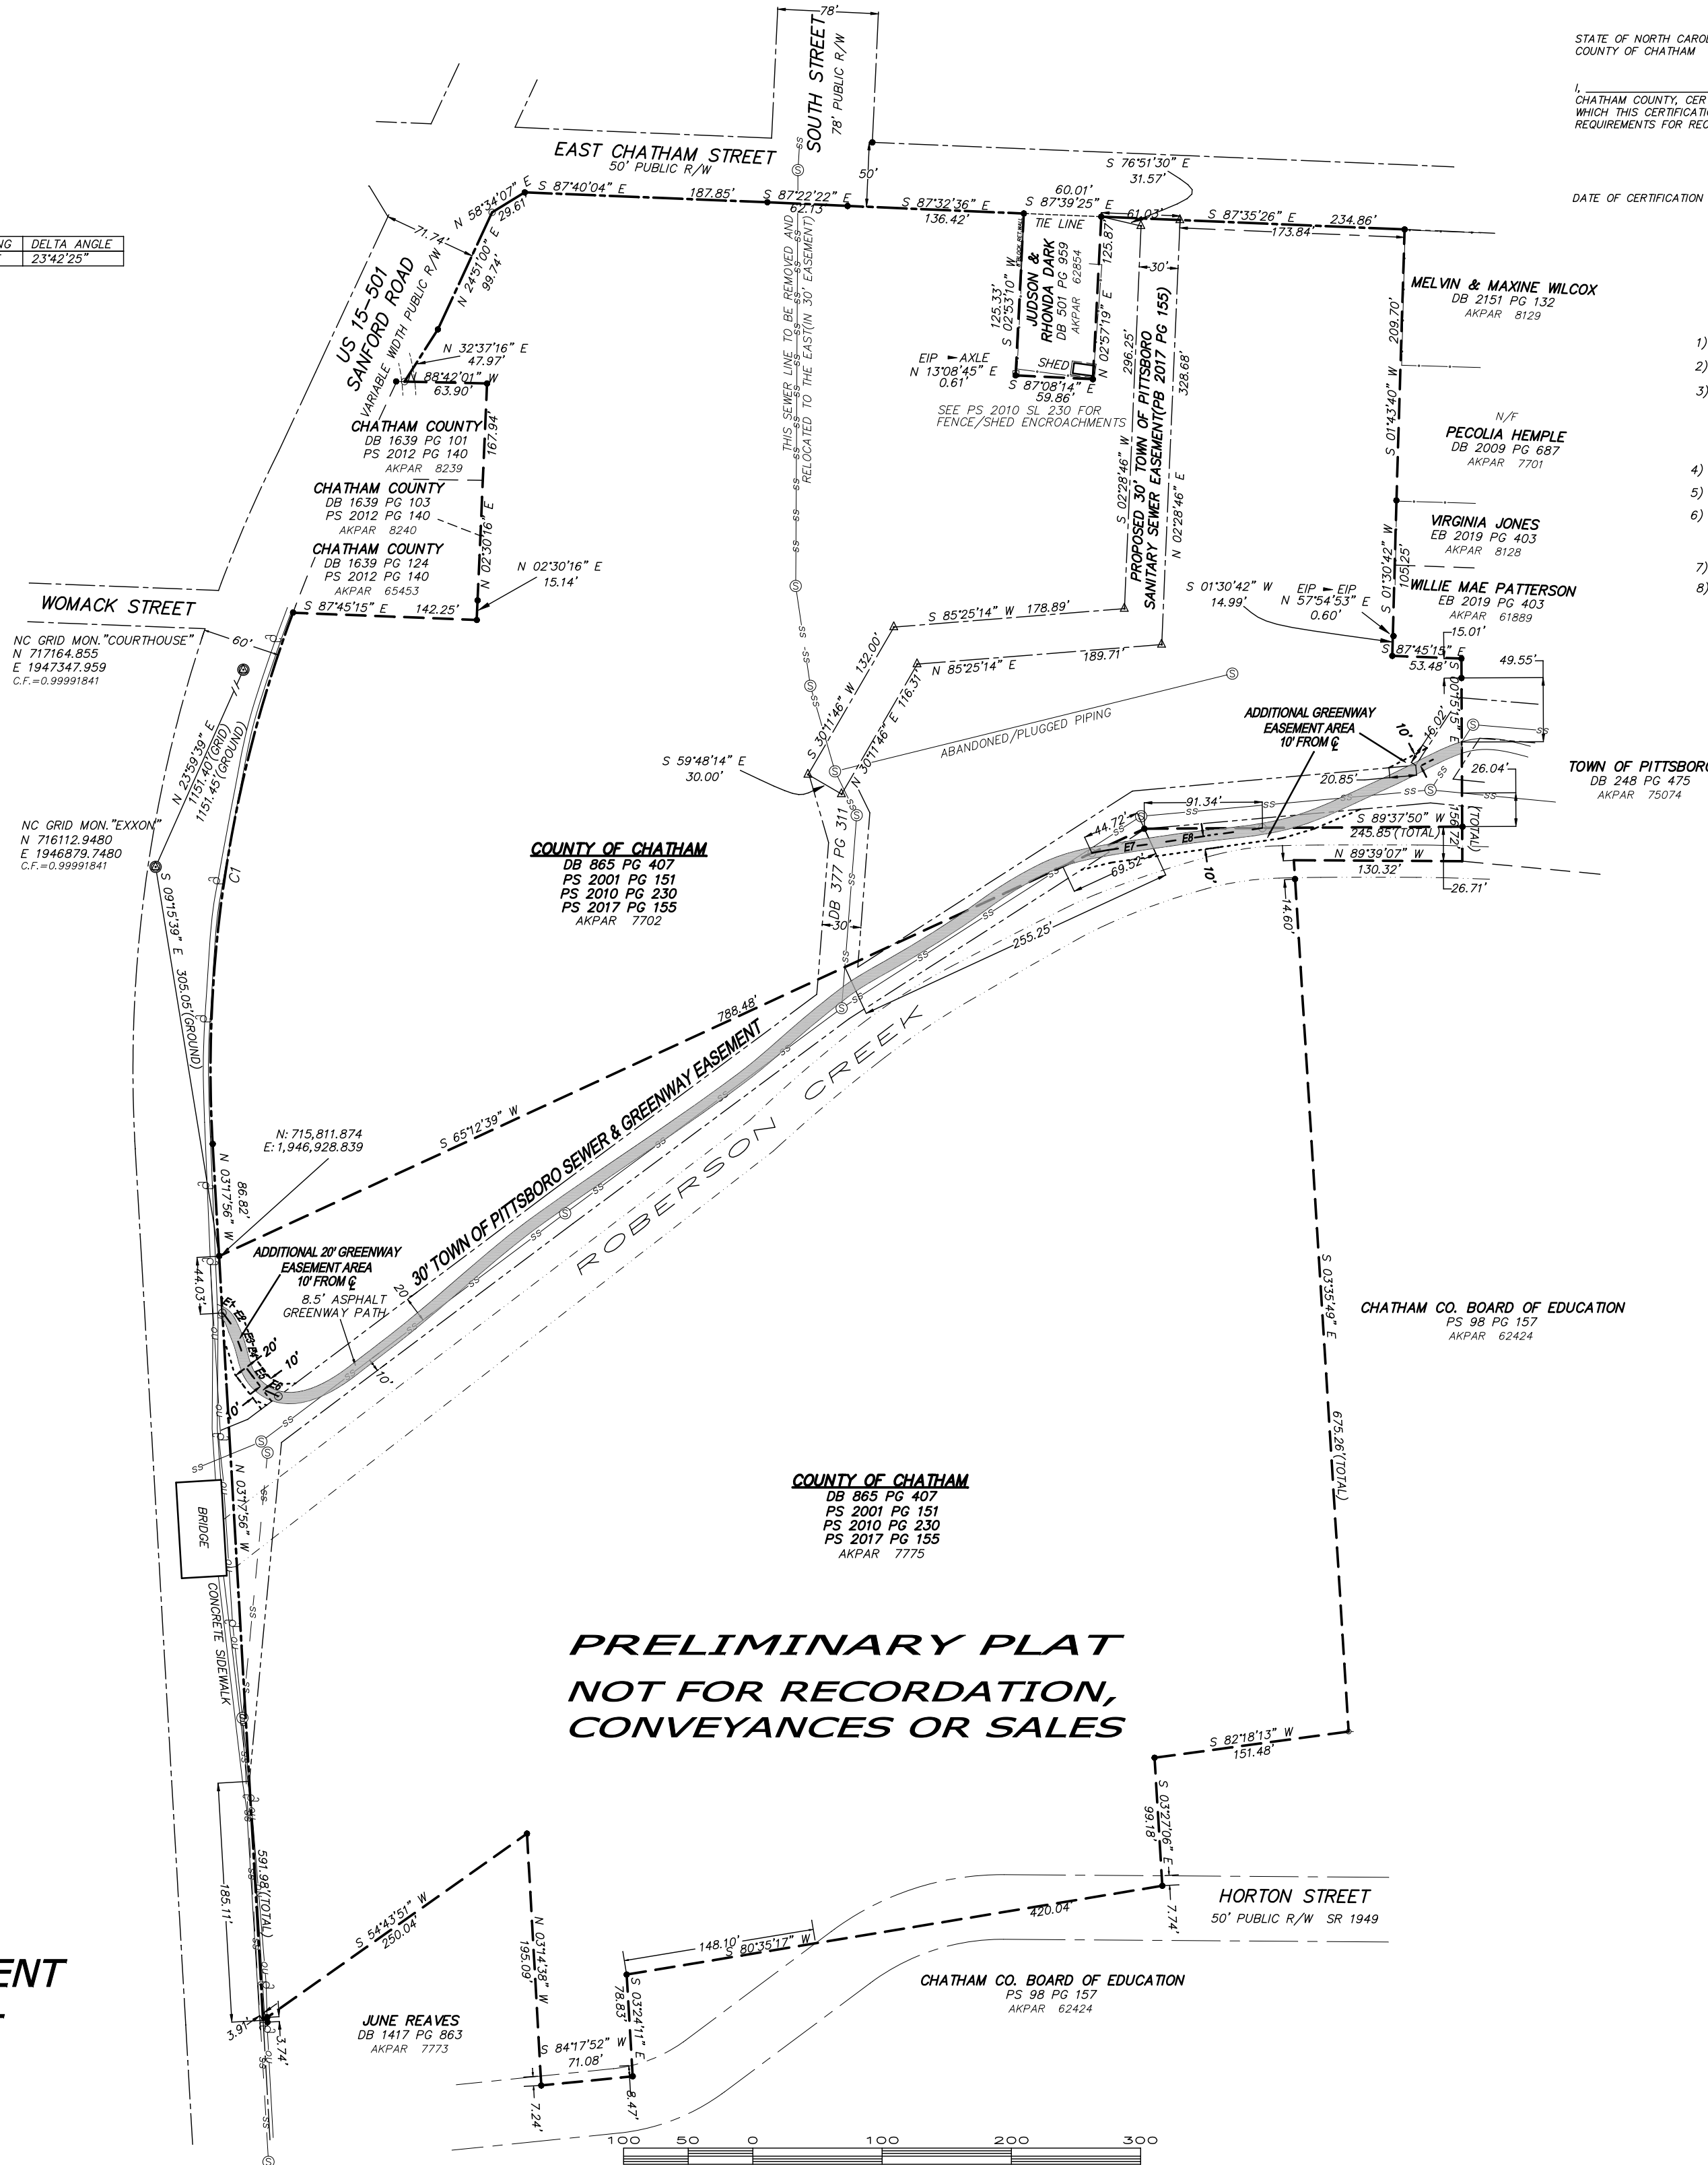 78'
SOUTH STREET
78' PUBLIC R/W
STATE OF NORTH CAROL
COUNTY OF CHATHAM
I,
CHATHAM COUNTY, CER
WHICH THIS CERTIFICATI
REQUIREMENTS FOR REC
DATE OF CERTIFICATION
EAST CHATHAM STREET
50' PUBLIC R/W
50'
S 76°51'30" E
31.57'
N 58°34'07" E
29.61'
S 87°40'04" E
187.85'
S 87°22'22" E
62.13'
S 87°32'36" E
136.42'
60.01'
S 87°39'25" E
TIE LINE
61.03'
S 87°35'26" E
234.86'
173.84'
NG
DELTA ANGLE
23°42'25"
71.74'
N 24°51'00" E
99.74'
US 15-501
SANFORD ROAD
VARIABLE WIDTH PUBLIC R/W
N 32°37'16" E
47.97'
N 88°42'01" W
63.90'
167.94'
THIS SEWER LINE TO BE REMOVED AND
RELOCATED TO THE EAST(IN 30' EASEMENT)
125.33'
S 02°53'10" W
JUDSON &
RHONDA DARK
DB 501 PG 959
AKPAR 62854
N 02°57'19" E
125.87'
SHED
EIP ► AXLE
N 13°08'45" E
0.61'
S 87°08'14" E
59.86'
SEE PS 2010 SL 230 FOR
FENCE/SHED ENCROACHMENTS
30'
296.25'
S 02°28'46" W
PROPOSED 30' TOWN OF PITTSBORO
SANITARY SEWER EASEMENT(PB 2017 PG 155)
328.68'
N 02°28'46" E
209.70'
S 01°43'40" W
MELVIN & MAXINE WILCOX
DB 2151 PG 132
AKPAR 8129
N/F
PECOLIA HEMPLE
DB 2009 PG 687
AKPAR 7701
VIRGINIA JONES
EB 2019 PG 403
AKPAR 8128
WILLIE MAE PATTERSON
EB 2019 PG 403
AKPAR 61889
1)
2)
3)
4)
5)
6)
7)
8)
CHATHAM COUNTY
DB 1639 PG 101
PS 2012 PG 140
AKPAR 8239
CHATHAM COUNTY
DB 1639 PG 103
PS 2012 PG 140
AKPAR 8240
CHATHAM COUNTY
DB 1639 PG 124
PS 2012 PG 140
AKPAR 65453
N 02°30'16" E
N 02°30'16" E
15.14'
S 87°45'15" E
142.25'
WOMACK STREET
60'
NC GRID MON."COURTHOUSE"
N 717164.855
E 1947347.959
C.F.=0.99991841
N 23°59'39" E
1151.40'(GRID)
1151.45'(GROUND)
NC GRID MON."EXXON"
N 716112.9480
E 1946879.7480
C.F.=0.99991841
C1
S 09°15'39" E
305.05'(GROUND)
S 01°30'42" W
105.25'
S 01°30'42" W
14.99'
EIP ► EIP
N 57°54'53" E
0.60'
S 87°45'15" E
53.48'
15.01'
49.55'
S 85°25'14" W
178.89'
N 85°25'14" E
189.71'
S 30°11'46" W
132.00'
N 30°11'46" E
116.31'
S 59°48'14" E
30.00'
ABANDONED/PLUGGED PIPING
ADDITIONAL GREENWAY
EASEMENT AREA
10' FROM ℄
10'
16.02'
20.85'
26.04'
TOWN OF PITTSBORO
DB 248 PG 475
AKPAR 75074
91.34'
44.72'
E7
E8
69.52'
10'
S 89°37'50" W
245.85'(TOTAL)
156.72'
(TOTAL)
N 89°39'07" W
130.32'
26.71'
14.60'
255.25'
COUNTY OF CHATHAM
DB 865 PG 407
PS 2001 PG 151
PS 2010 PG 230
PS 2017 PG 155
AKPAR 7702
DB 377 PG 311
30'
788.48'
S 65°12'39" W
30' TOWN OF PITTSBORO SEWER & GREENWAY EASEMENT
ROBERSON CREEK
N: 715,811.874
E: 1,946,928.839
86.82'
N 03°17'56" W
44.03'
ADDITIONAL 20' GREENWAY
EASEMENT AREA
10' FROM ℄
8.5' ASPHALT
GREENWAY PATH
20
10'
E1
E2
E3
E4
E5
E6
20'
10'
10'
BRIDGE
N 03°17'56" W
CONCRETE SIDEWALK
S 03°35'49" E
675.26'(TOTAL)
CHATHAM CO. BOARD OF EDUCATION
PS 98 PG 157
AKPAR 62424
COUNTY OF CHATHAM
DB 865 PG 407
PS 2001 PG 151
PS 2010 PG 230
PS 2017 PG 155
AKPAR 7775
PRELIMINARY PLAT
NOT FOR RECORDATION,
CONVEYANCES OR SALES
S 82°18'13" W
151.48'
S 03°27'06" E
99.18'
7.74'
HORTON STREET
50' PUBLIC R/W SR 1949
420.04'
148.10'
S 80°35'17" W
591.98'(TOTAL)
185.11'
S 54°43'51" W
250.04'
N 03°14'38" W
195.09'
S 03°24'11" E
78.83'
CHATHAM CO. BOARD OF EDUCATION
PS 98 PG 157
AKPAR 62424
3.91'
3.74'
JUNE REAVES
DB 1417 PG 863
AKPAR 7773
S 84°17'52" W
71.08'
7.24'
8.47'
ENT
100 50 0 100 200 300